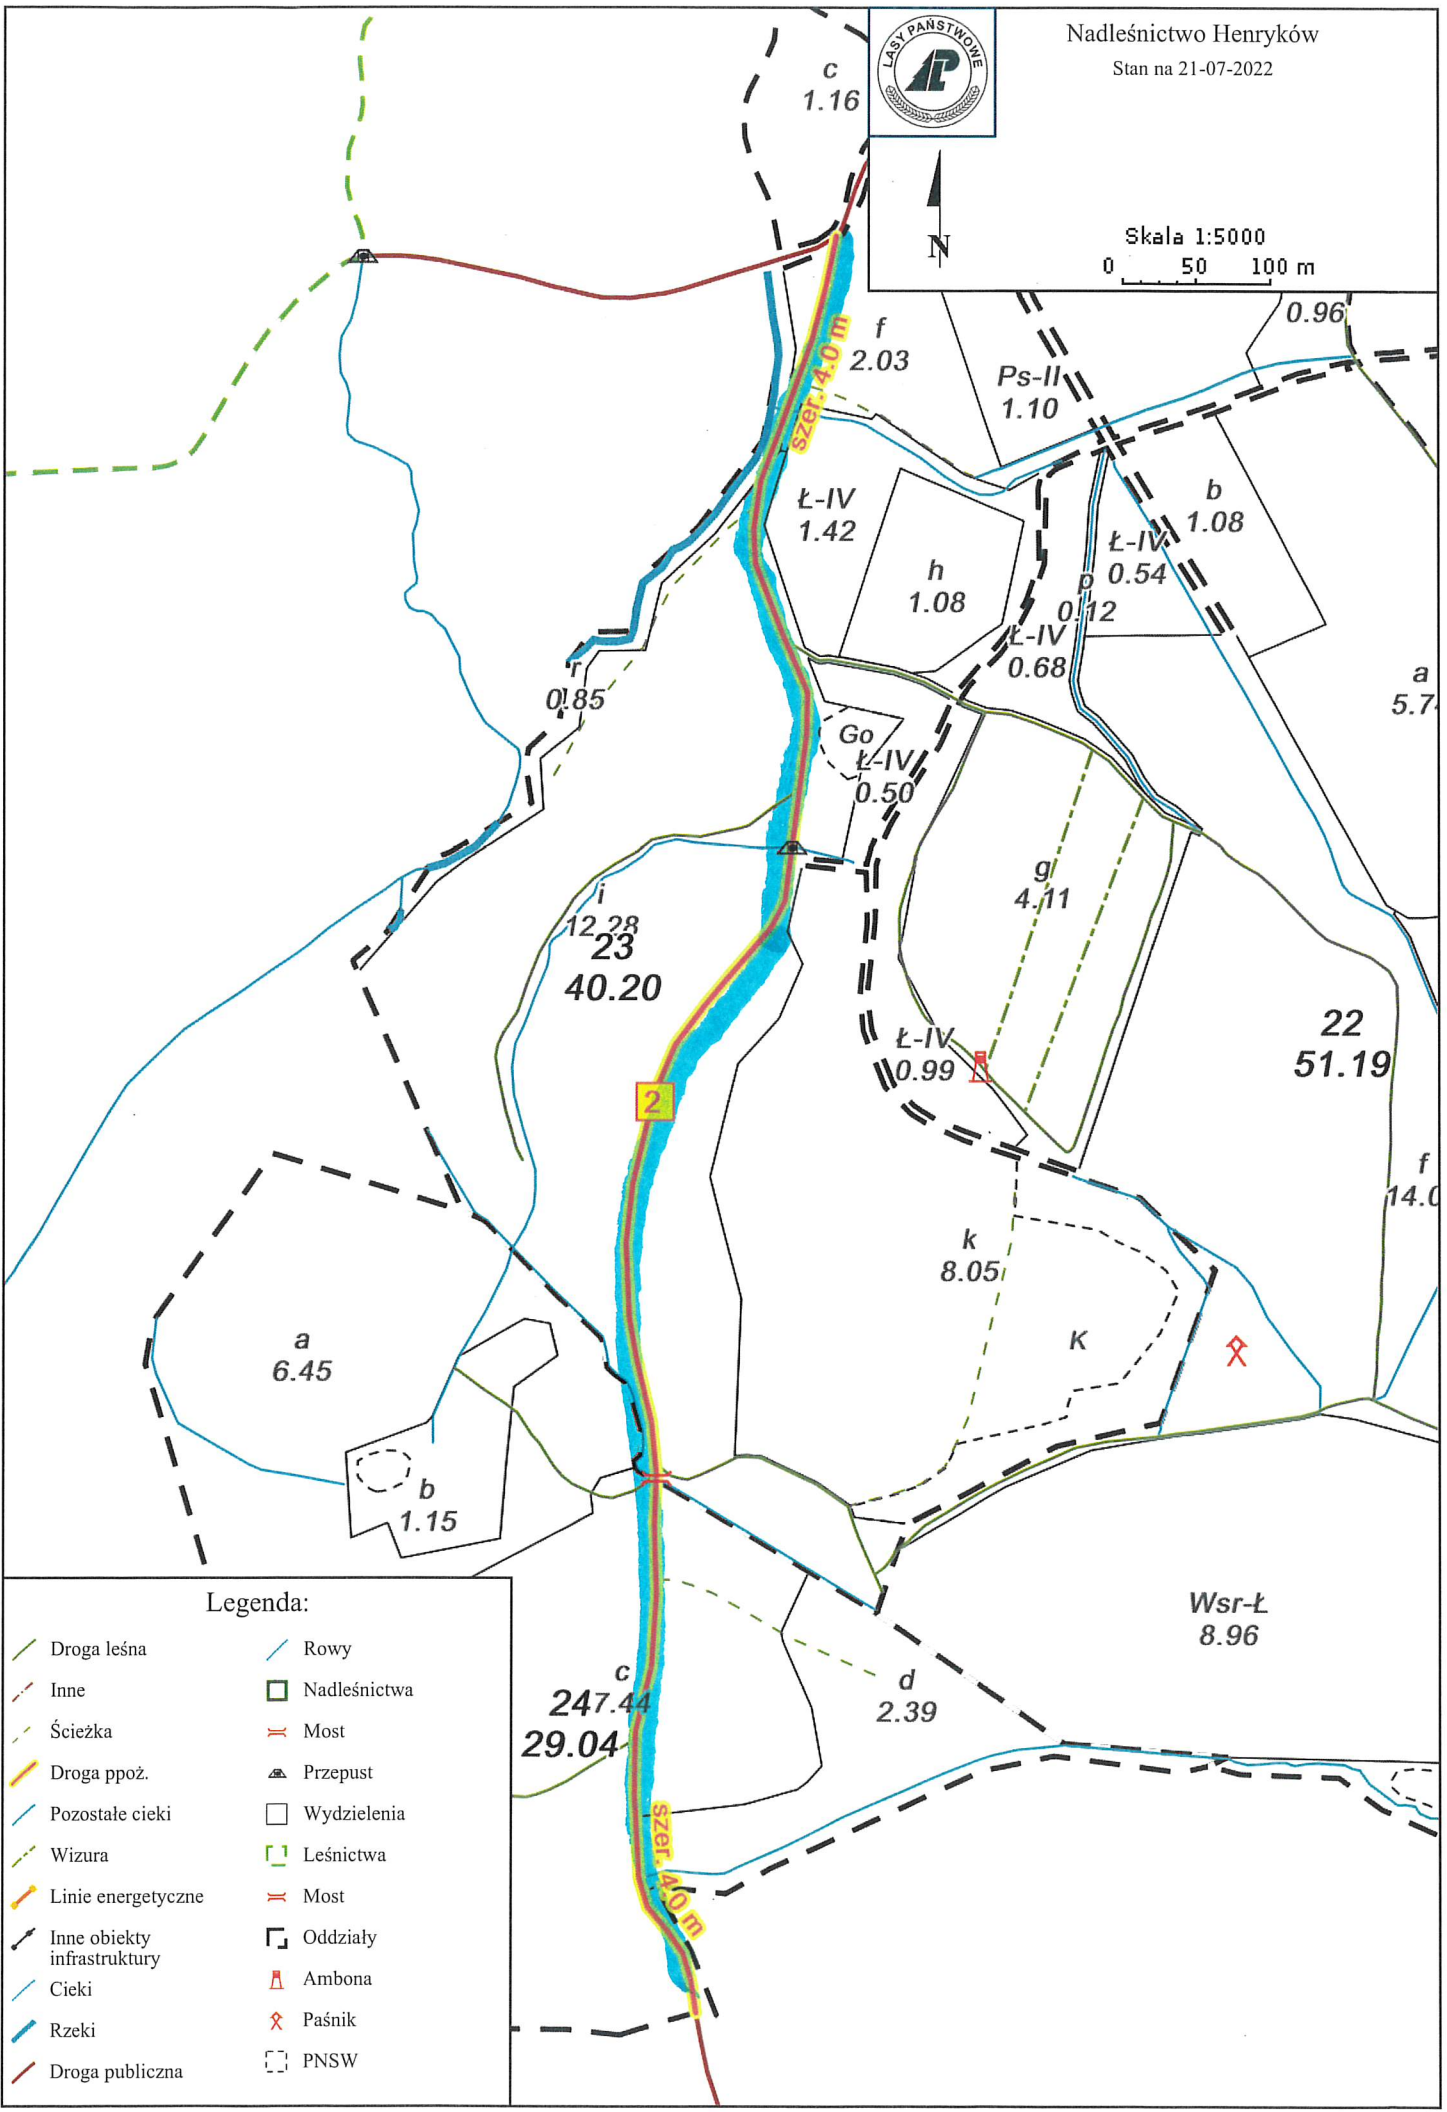 LASY PAŃSTWOWE
Nadleśnictwo Henryków
Stan na 21-07-2022
N
Skala 1:5000
0 50 100 m
c
1.16
f
2.03
szer. 4.0 m
0.96
Ps-II
1.10
b
1.08
Ł-IV
1.42
Ł-IV
0.54
h
1.08
p
0.12
Ł-IV
0.68
r
0.85
a
Go
Ł-IV
0.50
g
4.11
i
12.28
23
40.20
22
51.19
Ł-IV
0.99
2
f
k
8.05
K
a
6.45
b
1.15
Wsr-Ł
8.96
c
7.44
24
29.04
d
2.39
szer. 4.0 m
Legenda:
Droga leśna
Inne
Ścieżka
Droga ppoż.
Pozostałe cieki
Wizura
Linie energetyczne
Inne obiekty
infrastruktury
Cieki
Rzeki
Droga publiczna
Rowy
Nadleśnictwa
Most
Przepust
Wydzielenia
Leśnictwa
Most
Oddziały
Ambona
Paśnik
PNSW